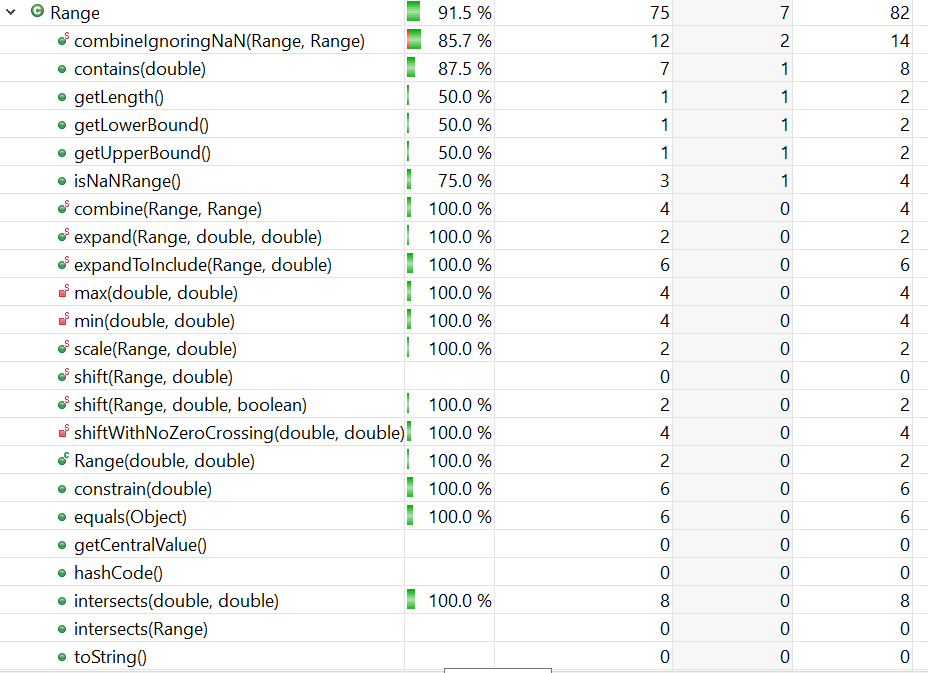 Range 91.5 % 75 7 82
combineIgnoringNaN(Range, Range) 85.7 % 12 2 14
contains(double) 87.5 % 7 1 8
getLength() 50.0 % 1 1 2
getLowerBound() 50.0 % 1 1 2
getUpperBound() 50.0 % 1 1 2
isNaNRange() 75.0 % 3 1 4
combine(Range, Range) 100.0 % 4 0 4
expand(Range, double, double) 100.0 % 2 0 2
expandToInclude(Range, double) 100.0 % 6 0 6
max(double, double) 100.0 % 4 0 4
min(double, double) 100.0 % 4 0 4
scale(Range, double) 100.0 % 2 0 2
shift(Range, double) 0 0 0
shift(Range, double, boolean) 100.0 % 2 0 2
shiftWithNoZeroCrossing(double, double) 100.0 % 4 0 4
Range(double, double) 100.0 % 2 0 2
constrain(double) 100.0 % 6 0 6
equals(Object) 100.0 % 6 0 6
getCentralValue() 0 0 0
hashCode() 0 0 0
intersects(double, double) 100.0 % 8 0 8
intersects(Range) 0 0 0
toString() 0 0 0